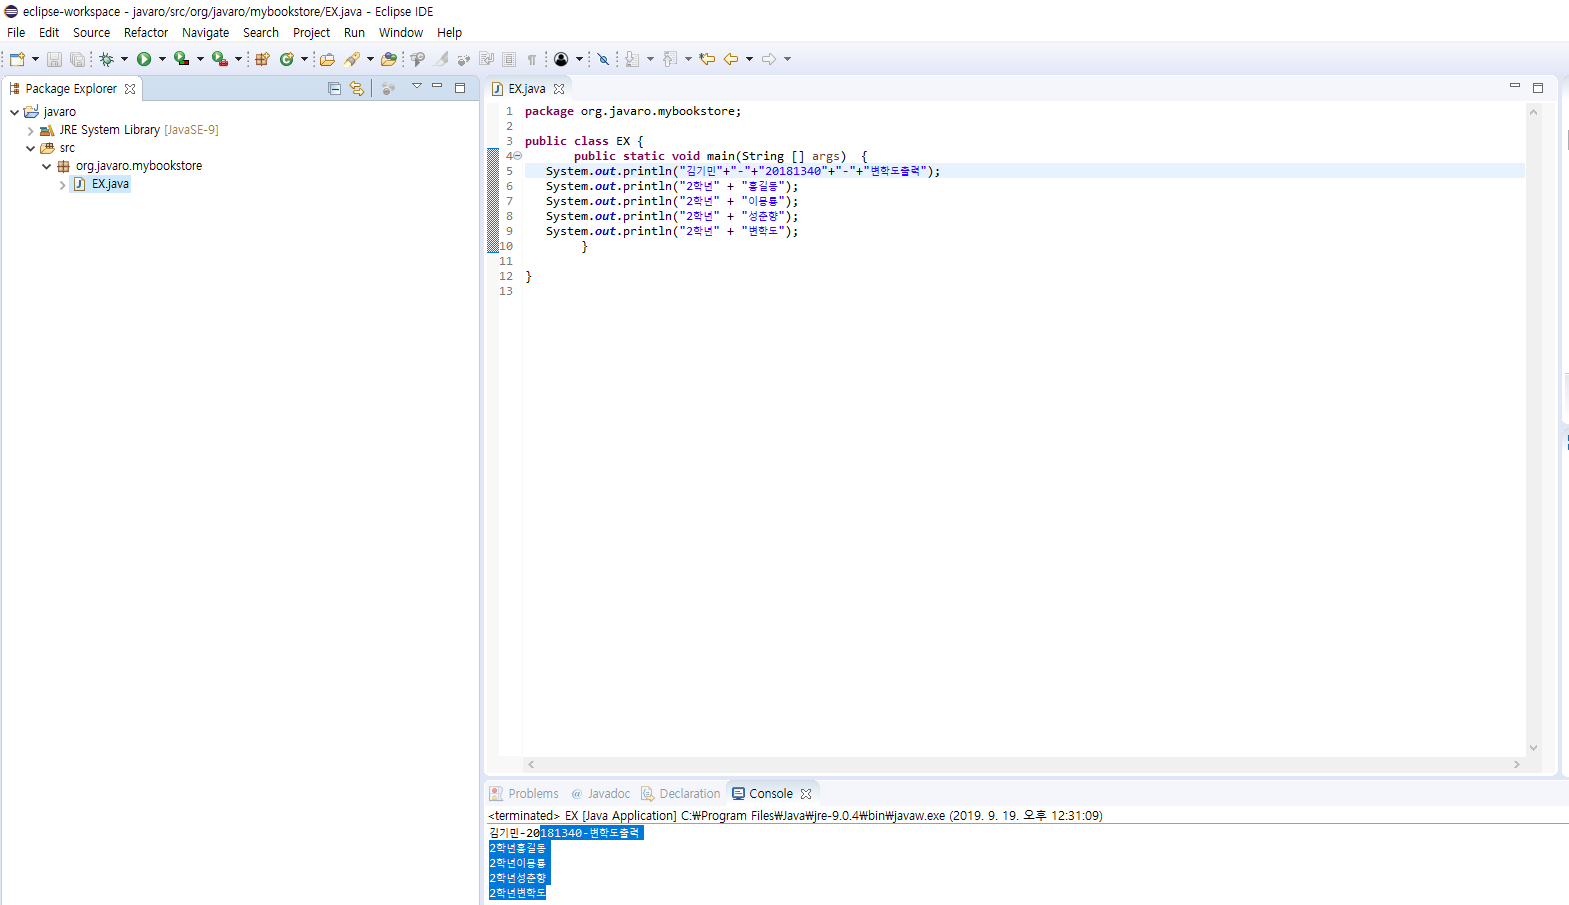 eclipse-workspace - javaro/src/org/javaro/mybookstore/EX.java - Eclipse IDE
File Edit Source Refactor Navigate Search Project Run Window Help
Package Explorer
javaro
JRE System Library [JavaSE-9]
src
org.javaro.mybookstore
EX.java
EX.java
1 package org.javaro.mybookstore;
2
3 public class EX {
4 public static void main(String [] args) {
5 System.out.println("김기민"+"-"+"20181340"+"-"+"변학도출력");
6 System.out.println("2학년" + "홍길동");
7 System.out.println("2학년" + "이몽룡");
8 System.out.println("2학년" + "성춘향");
9 System.out.println("2학년" + "변학도");
10 }
11
12 }
13
Problems @ Javadoc Declaration Console
<terminated> EX [Java Application] C:₩Program Files₩Java₩jre-9.0.4₩bin₩javaw.exe (2019. 9. 19. 오후 12:31:09)
김기민-20181340-변학도출력
2학년홍길동
2학년이몽룡
2학년성춘향
2학년변학도